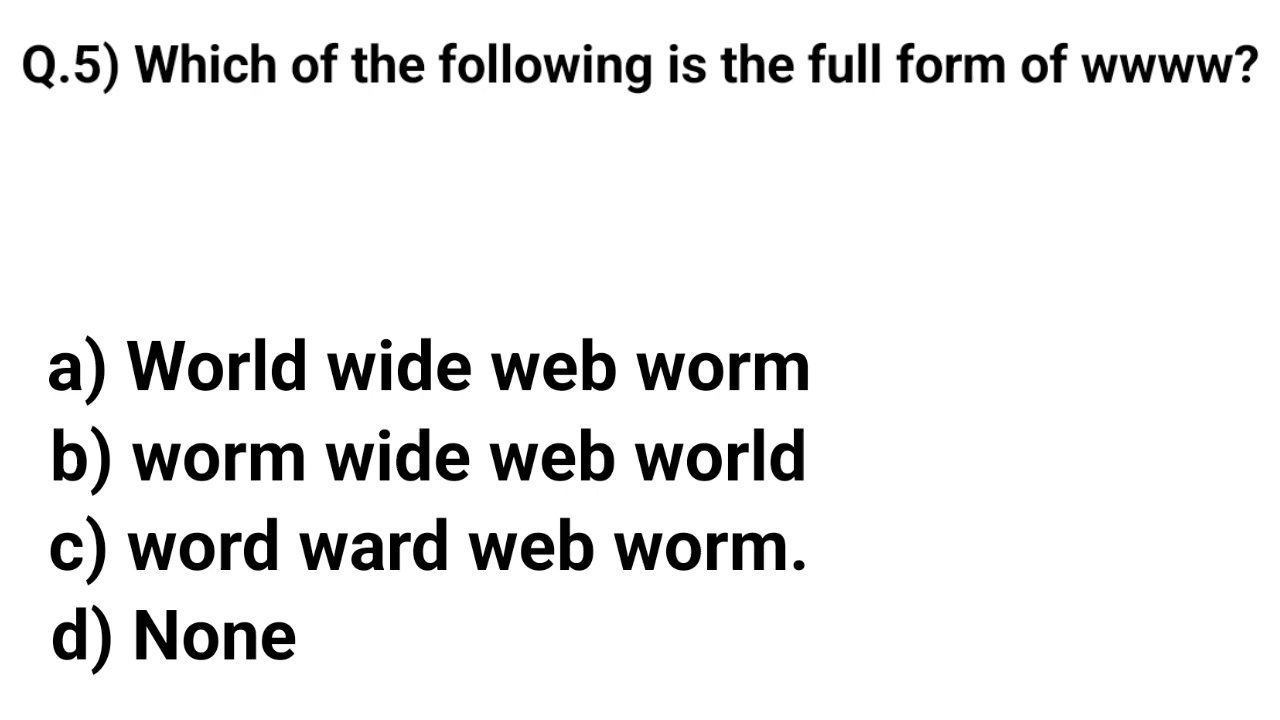 Q.5) Which of the following is the full form of wwww?
a) World wide web worm
b) worm wide web world
c) word ward web worm.
d) None